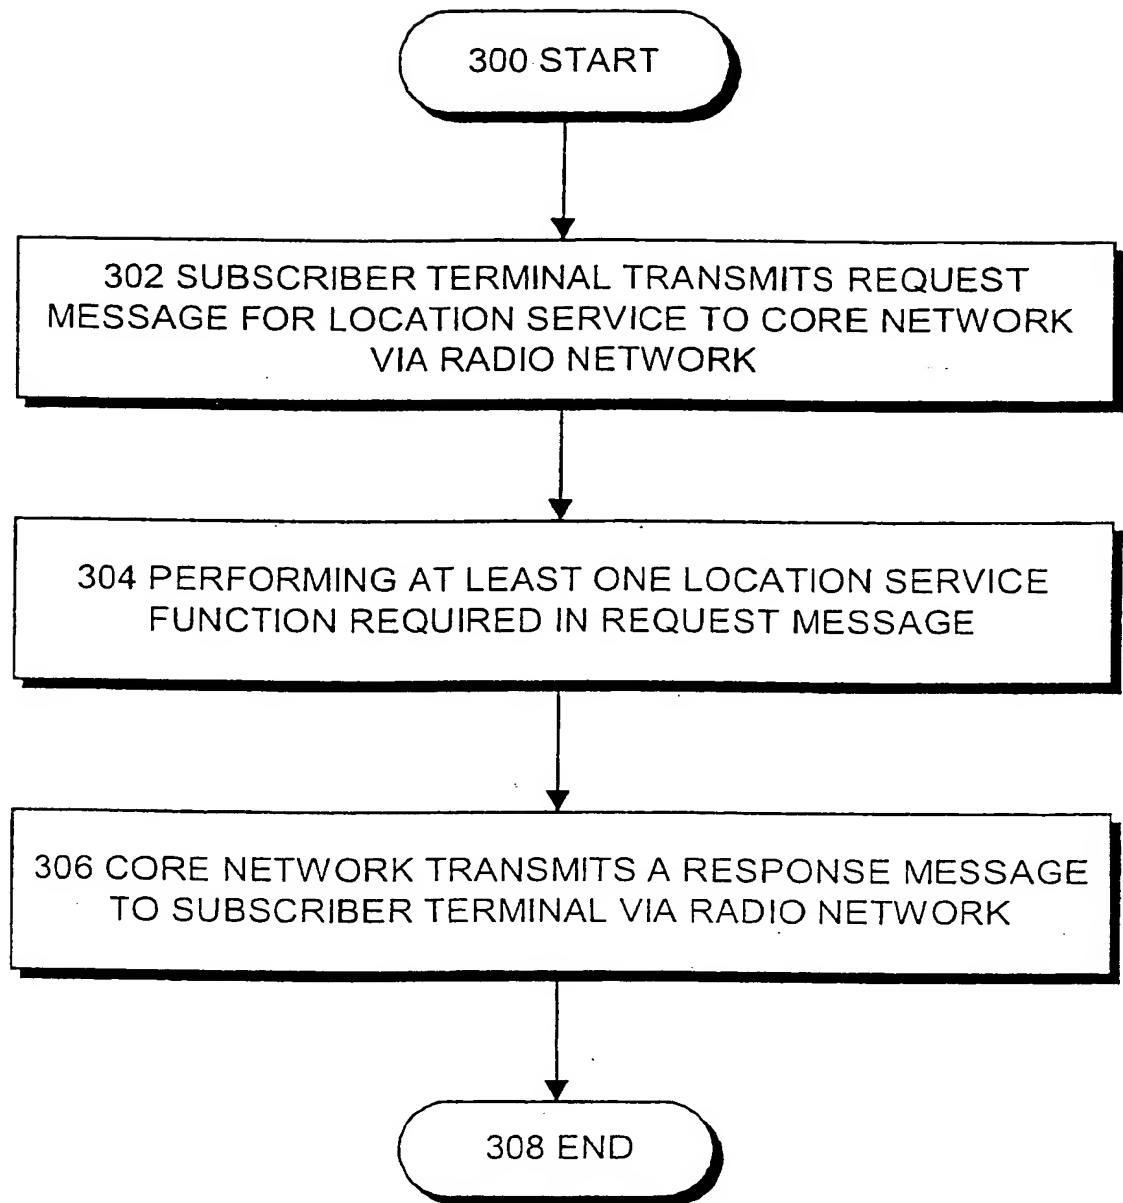 300 START
302 SUBSCRIBER TERMINAL TRANSMITS REQUEST
MESSAGE FOR LOCATION SERVICE TO CORE NETWORK
VIA RADIO NETWORK
304 PERFORMING AT LEAST ONE LOCATION SERVICE
FUNCTION REQUIRED IN REQUEST MESSAGE
306 CORE NETWORK TRANSMITS A RESPONSE MESSAGE
TO SUBSCRIBER TERMINAL VIA RADIO NETWORK
308 END